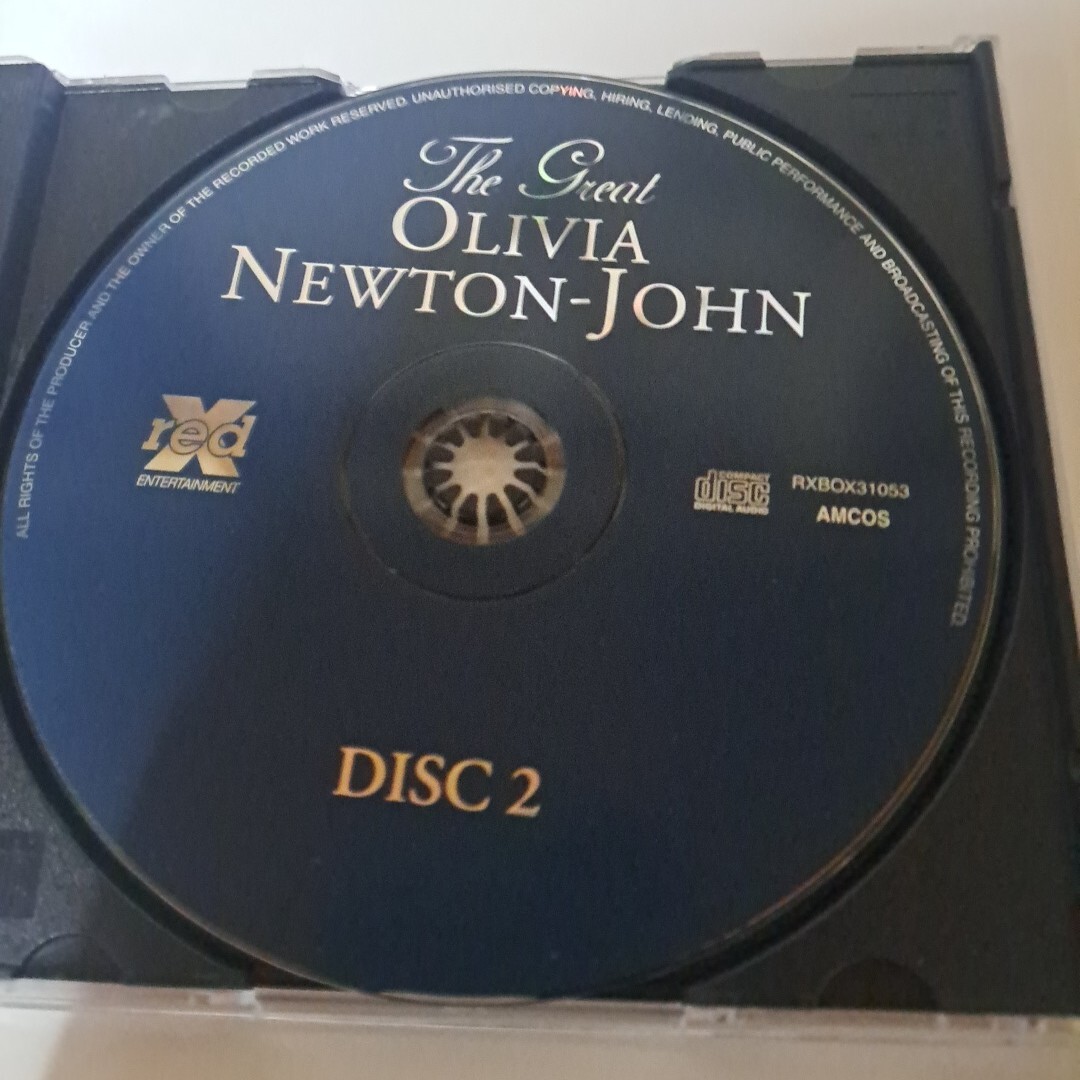 ALL RIGHTS OF THE PRODUCER AND THE OWNER OF THE RECORDED WORK RESERVED. UNAUTHORISED COPYING, HIRING, LENDING, PUBLIC PERFORMANCE AND BROADCASTING OF THIS RECORDING PROHIBITED.
The Great
OLIVIA
NEWTON-JOHN
X
red
ENTERTAINMENT
COMPACT
disc
DIGITAL AUDIO
RXBOX31053
AMCOS
DISC 2